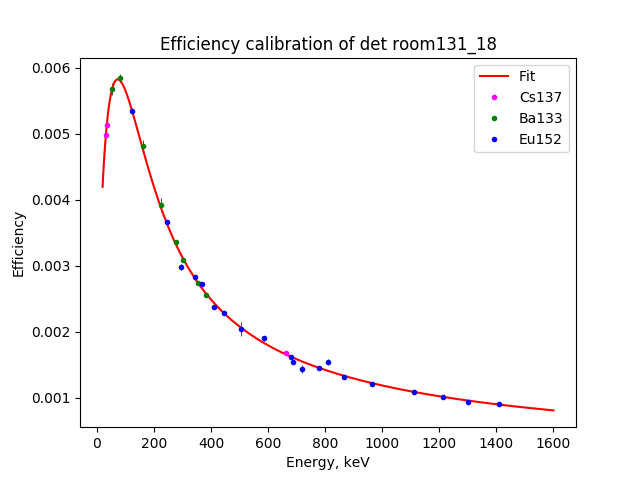 Efficiency calibration of det room131_18
Fit
Cs137
Ba133
Eu152
0.006
0.005
0.004
0.003
0.002
0.001
Efficiency
0 200 400 600 800 1000 1200 1400 1600
Energy, keV